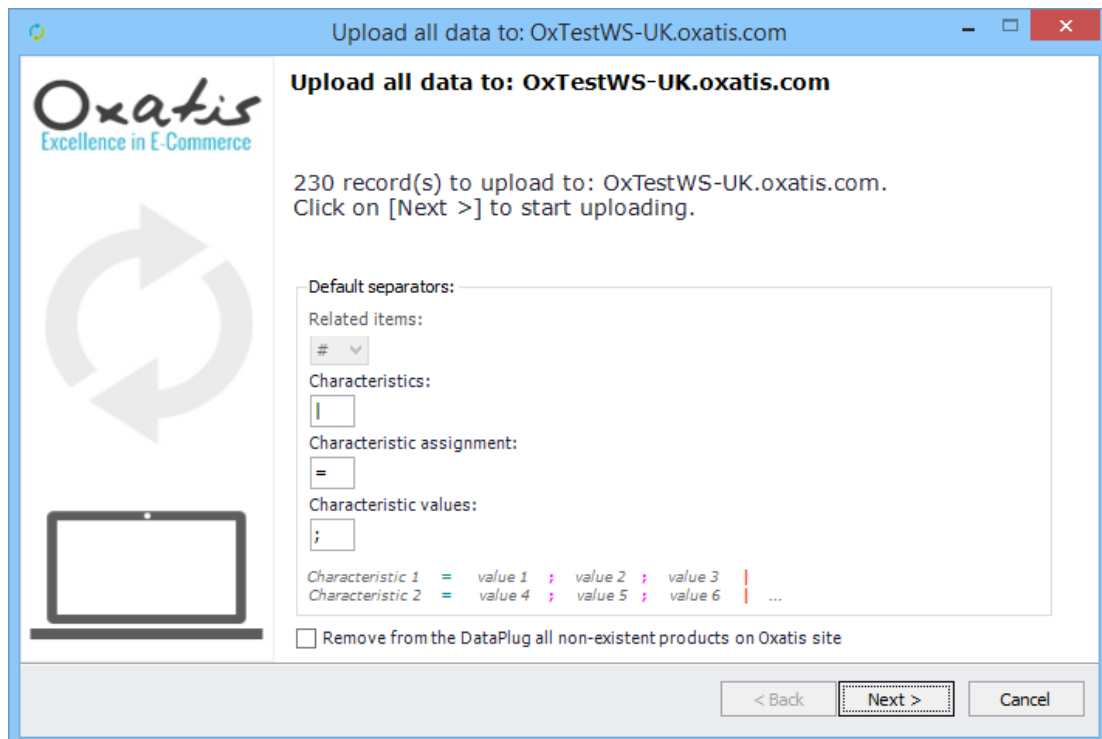 Upload all data to: OxTestWS-UK.oxatis.com
Oxatis
Excellence in E-Commerce
Upload all data to: OxTestWS-UK.oxatis.com
230 record(s) to upload to: OxTestWS-UK.oxatis.com.
Click on [Next >] to start uploading.
Default separators:
Related items:
#
Characteristics:
|
Characteristic assignment:
=
Characteristic values:
;
Characteristic 1 = value 1 ; value 2 ; value 3 |
Characteristic 2 = value 4 ; value 5 ; value 6 | ...
Remove from the DataPlug all non-existent products on Oxatis site
< Back Next > Cancel